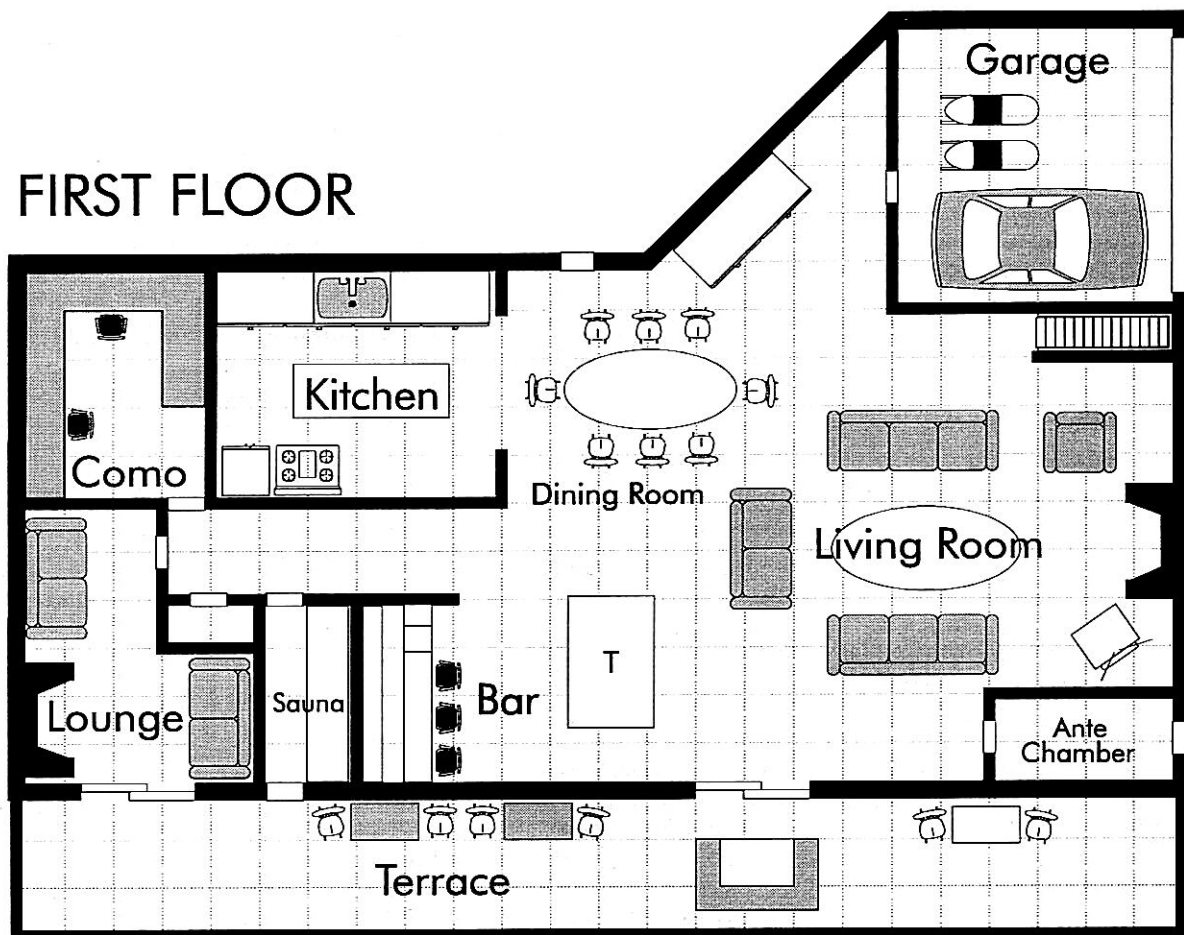 FIRST FLOOR
Garage
Kitchen
Como
Dining Room
Living Room
T
Lounge
Sauna
Bar
Ante
Chamber
Terrace